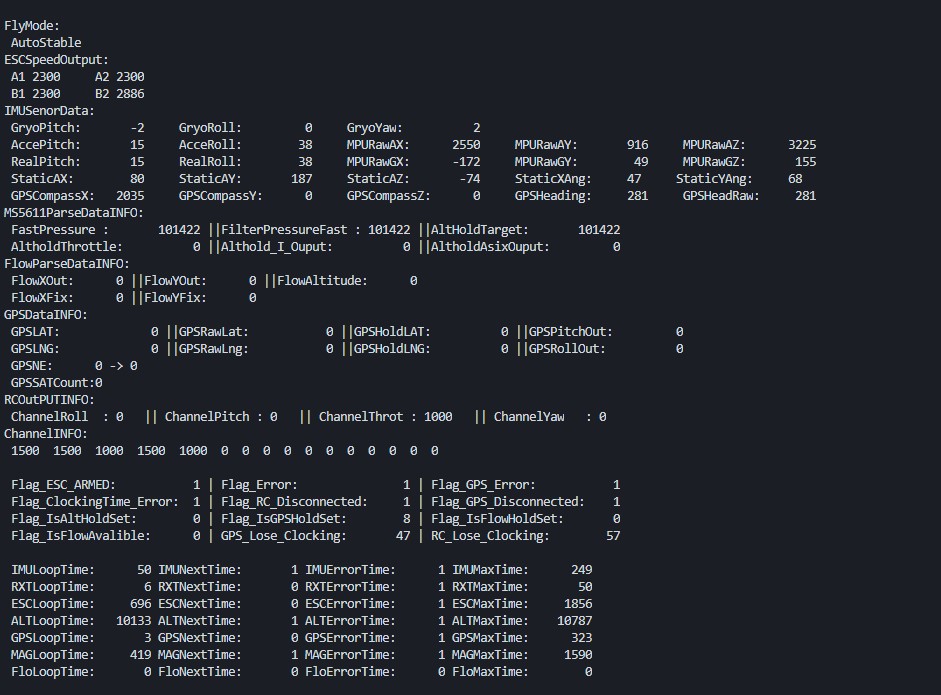 FlyMode:
AutoStable
ESCSpeedOutput:
A1 2300 A2 2300
B1 2300 B2 2886
IMUSenorData:
GryoPitch: -2 GryoRoll: 0 GryoYaw: 2
AccePitch: 15 AcceRoll: 38 MPURawAX: 2550 MPURawAY: 916 MPURawAZ: 3225
RealPitch: 15 RealRoll: 38 MPURawGX: -172 MPURawGY: 49 MPURawGZ: 155
StaticAX: 80 StaticAY: 187 StaticAZ: -74 StaticXAng: 47 StaticYAng: 68
GPSCompassX: 2035 GPSCompassY: 0 GPSCompassZ: 0 GPSHeading: 281 GPSHeadRaw: 281
MS5611ParseDataINFO:
FastPressure : 101422 ||FilterPressureFast : 101422 ||AltHoldTarget: 101422
AltholdThrottle: 0 ||Althold_I_Ouput: 0 ||AltholdAsixOuput: 0
FlowParseDataINFO:
FlowXOut: 0 ||FlowYOut: 0 ||FlowAltitude: 0
FlowXFix: 0 ||FlowYFix: 0
GPSDataINFO:
GPSLAT: 0 ||GPSRawLat: 0 ||GPSHoldLAT: 0 ||GPSPitchOut: 0
GPSLNG: 0 ||GPSRawLng: 0 ||GPSHoldLNG: 0 ||GPSRollOut: 0
GPSNE: 0 -> 0
GPSSATCount:0
RCOutPUTINFO:
ChannelRoll : 0 || ChannelPitch : 0 || ChannelThrot : 1000 || ChannelYaw : 0
ChannelINFO:
1500 1500 1000 1500 1000 0 0 0 0 0 0 0 0 0 0 0
Flag_ESC_ARMED: 1 | Flag_Error: 1 | Flag_GPS_Error: 1
Flag_ClockingTime_Error: 1 | Flag_RC_Disconnected: 1 | Flag_GPS_Disconnected: 1
Flag_IsAltHoldSet: 0 | Flag_IsGPSHoldSet: 8 | Flag_IsFlowHoldSet: 0
Flag_IsFlowAvalible: 0 | GPS_Lose_Clocking: 47 | RC_Lose_Clocking: 57
IMULoopTime: 50 IMUNextTime: 1 IMUErrorTime: 1 IMUMaxTime: 249
RXTLoopTime: 6 RXTNextTime: 0 RXTErrorTime: 1 RXTMaxTime: 50
ESCLoopTime: 696 ESCNextTime: 0 ESCErrorTime: 1 ESCMaxTime: 1856
ALTLoopTime: 10133 ALTNextTime: 1 ALTErrorTime: 1 ALTMaxTime: 10787
GPSLoopTime: 3 GPSNextTime: 0 GPSErrorTime: 1 GPSMaxTime: 323
MAGLoopTime: 419 MAGNextTime: 1 MAGErrorTime: 1 MAGMaxTime: 1590
FloLoopTime: 0 FloNextTime: 0 FloErrorTime: 0 FloMaxTime: 0